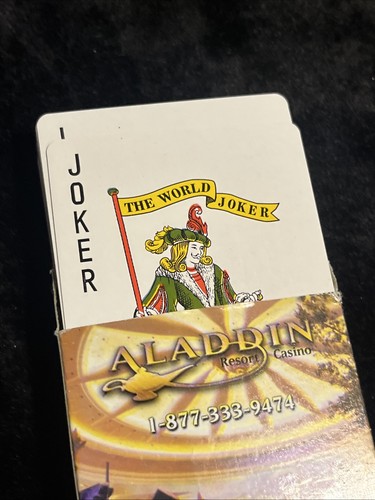 JOKER
THE WORLD JOKER
ALADDIN
Resort Casino
1-877-333-9474